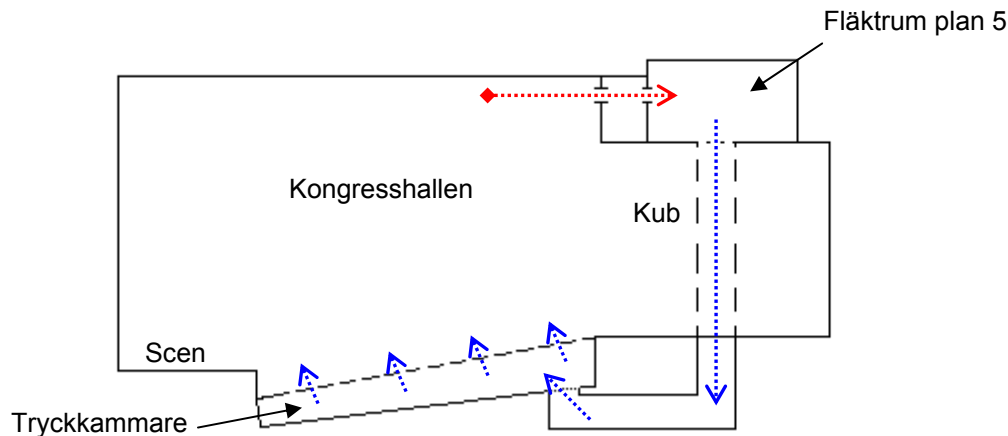 Fläktrum plan 5
Kongresshallen
Kub
Scen
Tryckkammare